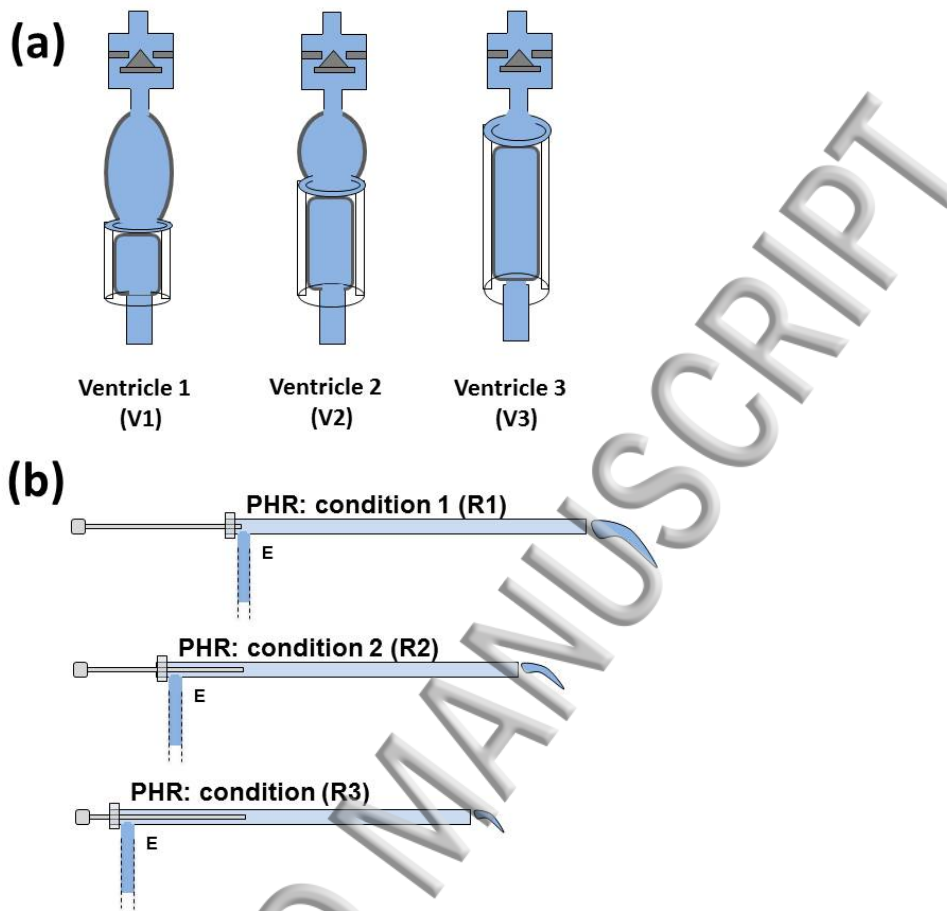 (a)
Ventricle 1
(V1)
Ventricle 2
(V2)
Ventricle 3
(V3)
(b)
PHR: condition 1 (R1)
E
PHR: condition 2 (R2)
E
PHR: condition (R3)
E
D MANUSCRIPT